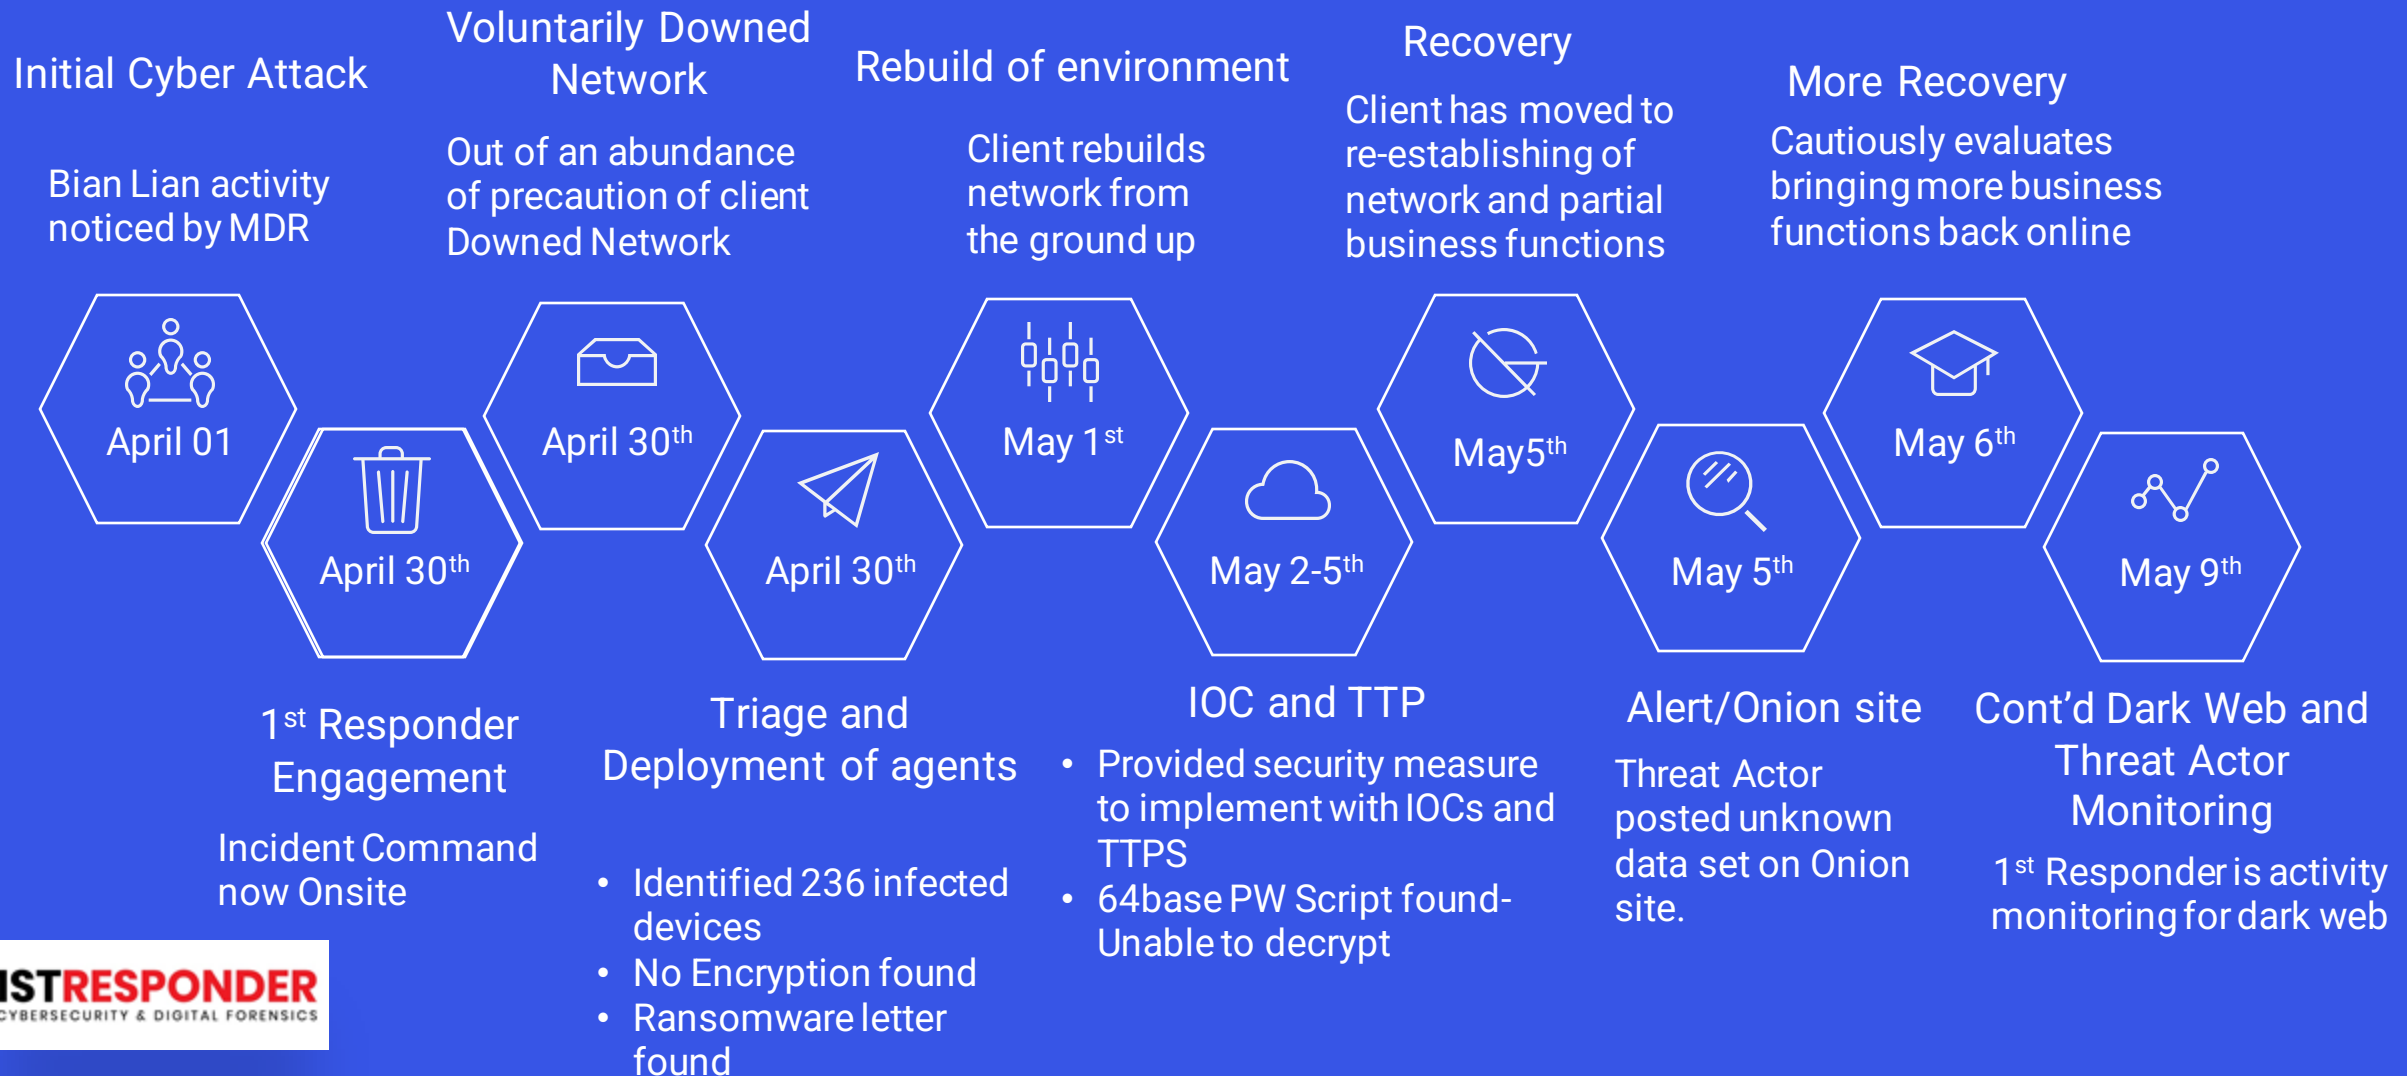 Initial Cyber Attack
Bian Lian activity
noticed by MDR
April 01
April 30th
1st Responder
Engagement
Incident Command
now Onsite
Voluntarily Downed
Network
Out of an abundance
of precaution of client
Downed Network
April 30th
April 30th
Triage and
Deployment of agents
• Identified 236 infected
devices
• No Encryption found
• Ransomware letter
found
Rebuild of environment
Client rebuilds
network from
the ground up
May 1st
May 2-5th
IOC and TTP
• Provided security measure
to implement with IOCs and
TTPS
• 64base PW Script found-
Unable to decrypt
Recovery
Client has moved to
re-establishing of
network and partial
business functions
May5th
May 5th
Alert/Onion site
Threat Actor
posted unknown
data set on Onion
site.
More Recovery
Cautiously evaluates
bringing more business
functions back online
May 6th
May 9th
Cont’d Dark Web and
Threat Actor
Monitoring
1st Responder is activity
monitoring for dark web
ISTRESPONDER
CYBERSECURITY & DIGITAL FORENSICS